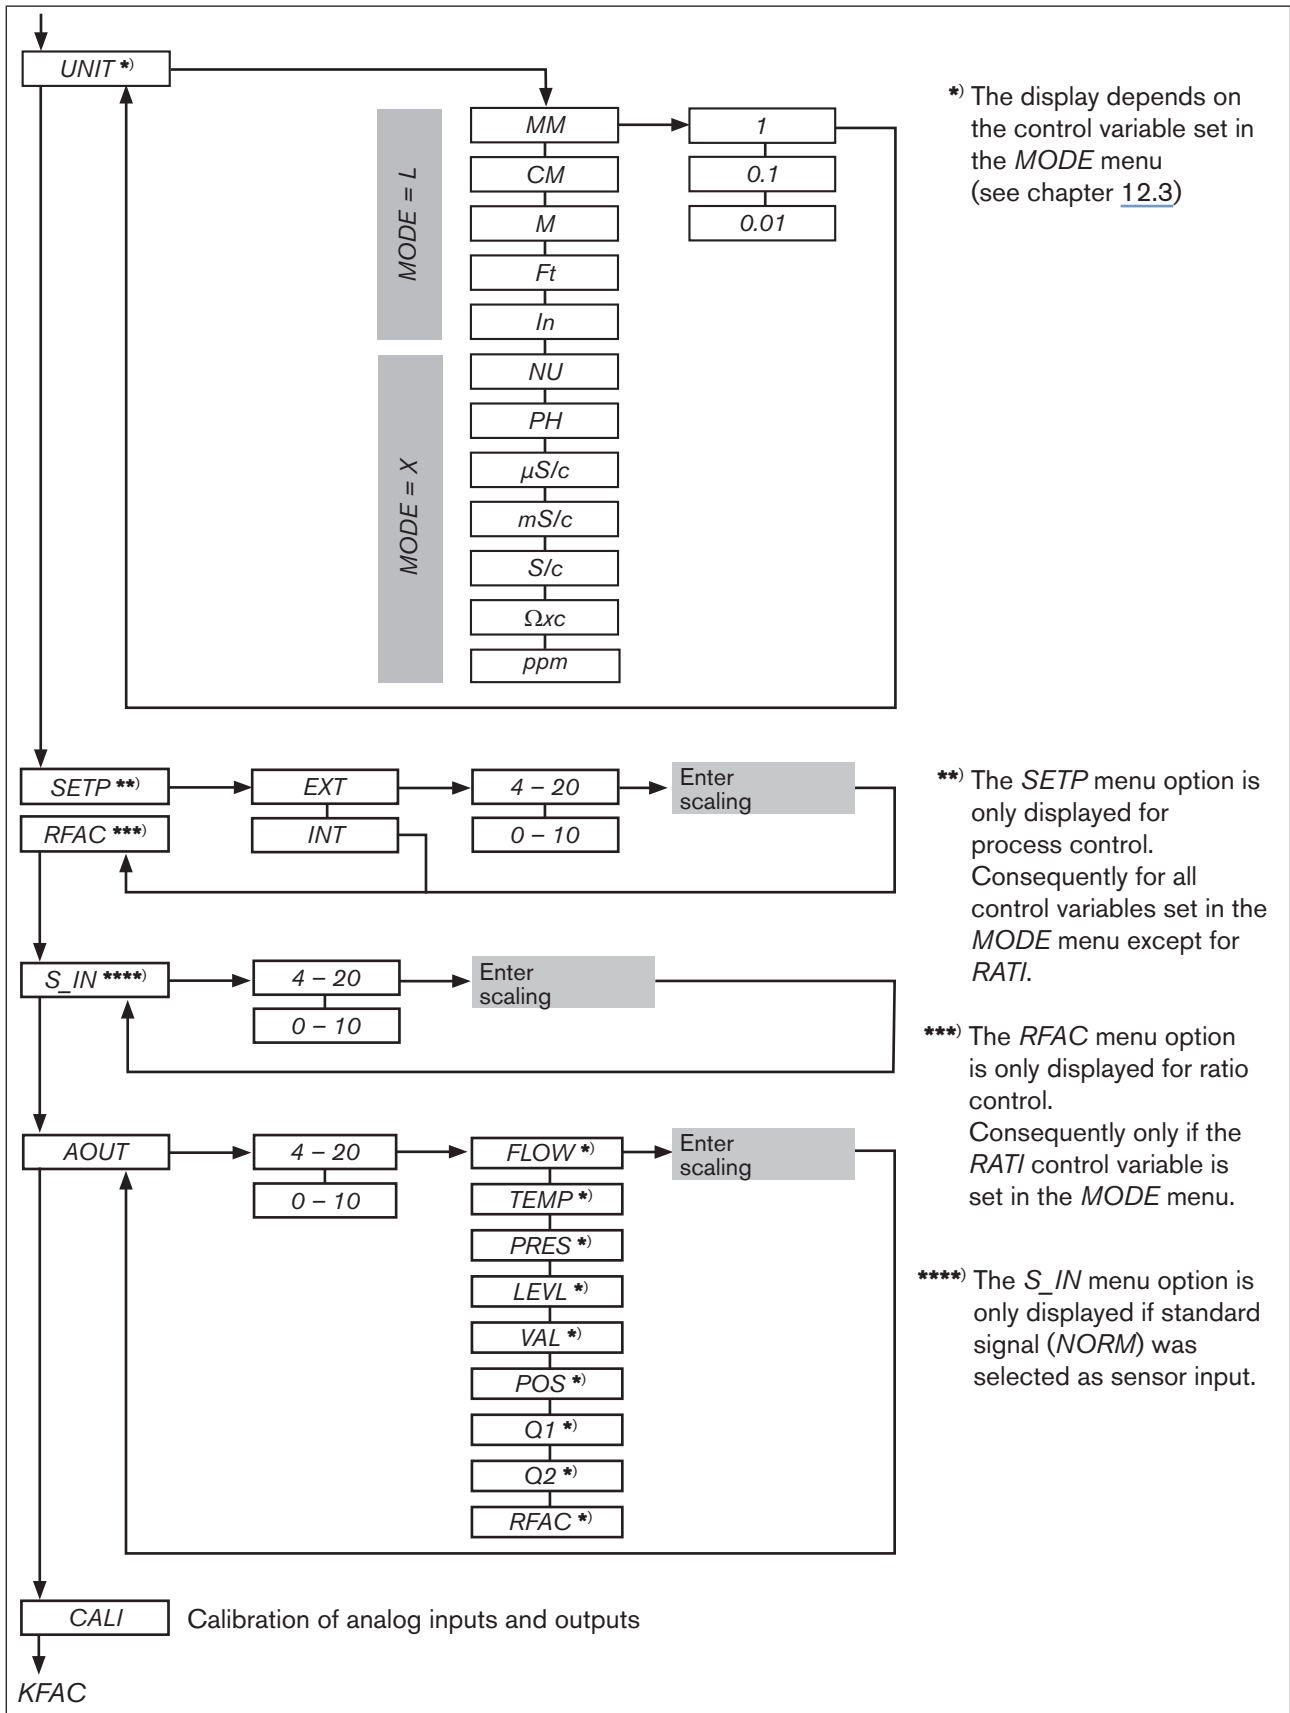 UNIT *)
MODE = L
MM
CM
M
Ft
In
1
0.1
0.01
*) The display depends on
the control variable set in
the MODE menu
(see chapter 12.3)
MODE = X
NU
PH
µS/c
mS/c
S/c
Ωxc
ppm
SETP **)
EXT
4 – 20
Enter
scaling
RFAC ***)
INT
0 – 10
**) The SETP menu option is
only displayed for
process control.
Consequently for all
control variables set in the
MODE menu except for
RATI.
S_IN ****)
4 – 20
Enter
scaling
0 – 10
***) The RFAC menu option
is only displayed for ratio
control.
Consequently only if the
RATI control variable is
set in the MODE menu.
AOUT
4 – 20
0 – 10
FLOW *)
TEMP *)
PRES *)
LEVL *)
VAL *)
POS *)
Q1 *)
Q2 *)
RFAC *)
Enter
scaling
****) The S_IN menu option is
only displayed if standard
signal (NORM) was
selected as sensor input.
CALI
Calibration of analog inputs and outputs
KFAC